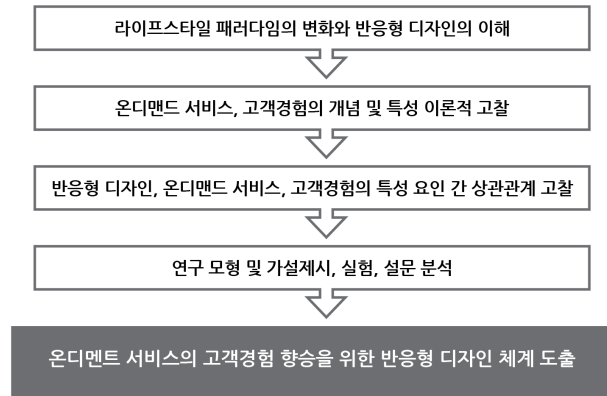 라이프스타일 패러다임의 변화와 반응형 디자인의 이해
온디맨드 서비스, 고객경험의 개념 및 특성 이론적 고찰
반응형 디자인, 온디맨드 서비스, 고객경험의 특성 요인 간 상관관계 고찰
연구 모형 및 가설제시, 실험, 설문 분석
온디멘트 서비스의 고객경험 향승을 위한 반응형 디자인 체계 도출